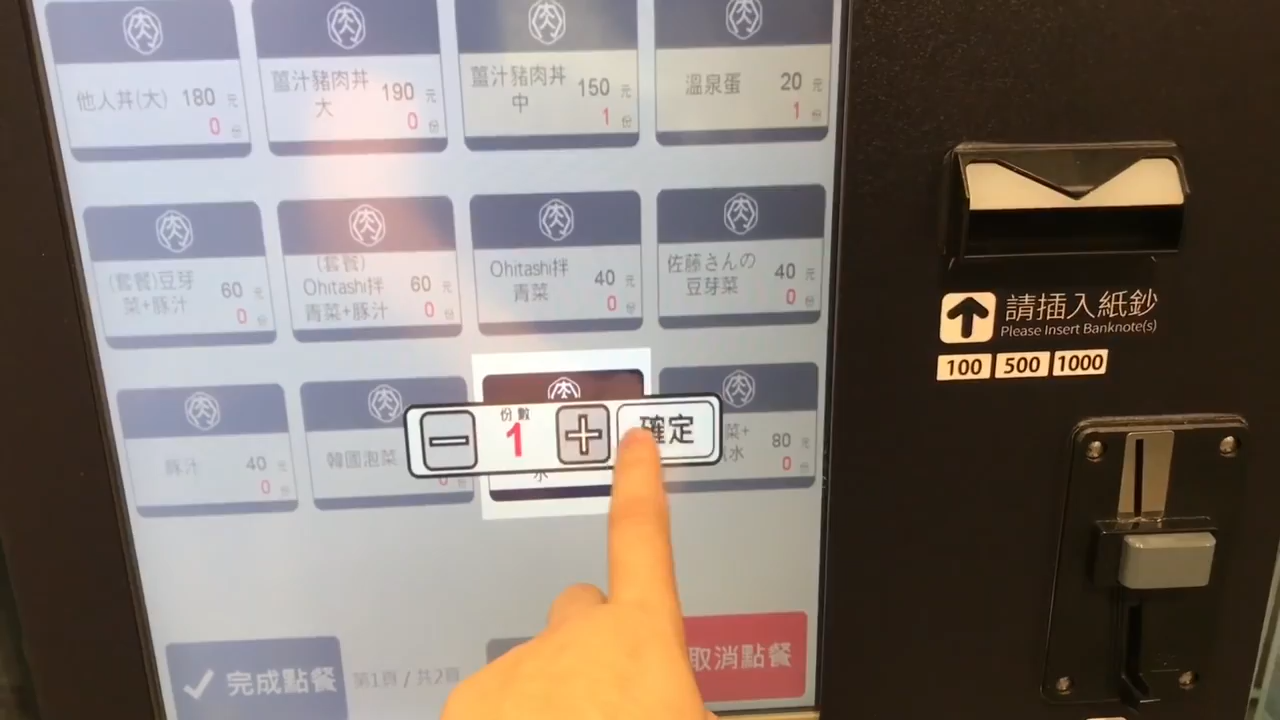 他人丼(大) 180 元
0 份
薑汁豬肉丼 190 元
大
0 份
薑汁豬肉丼 150 元
中
1 份
溫泉蛋 20 元
1 份
(套餐)豆芽
菜+豚汁 60 元
0 份
(套餐)
Ohitashi拌 60 元
青菜+豚汁
0 份
Ohitashi拌
青菜 40 元
0 份
佐藤さんの
豆芽菜 40 元
0 份
豚汁 40 元
0 份
韓國泡菜
0
份數
1
確定
水
菜+
水 80 元
0 份
完成點餐
第1頁 / 共2頁
取消點餐
請插入紙鈔
Please Insert Banknote(s)
100 500 1000